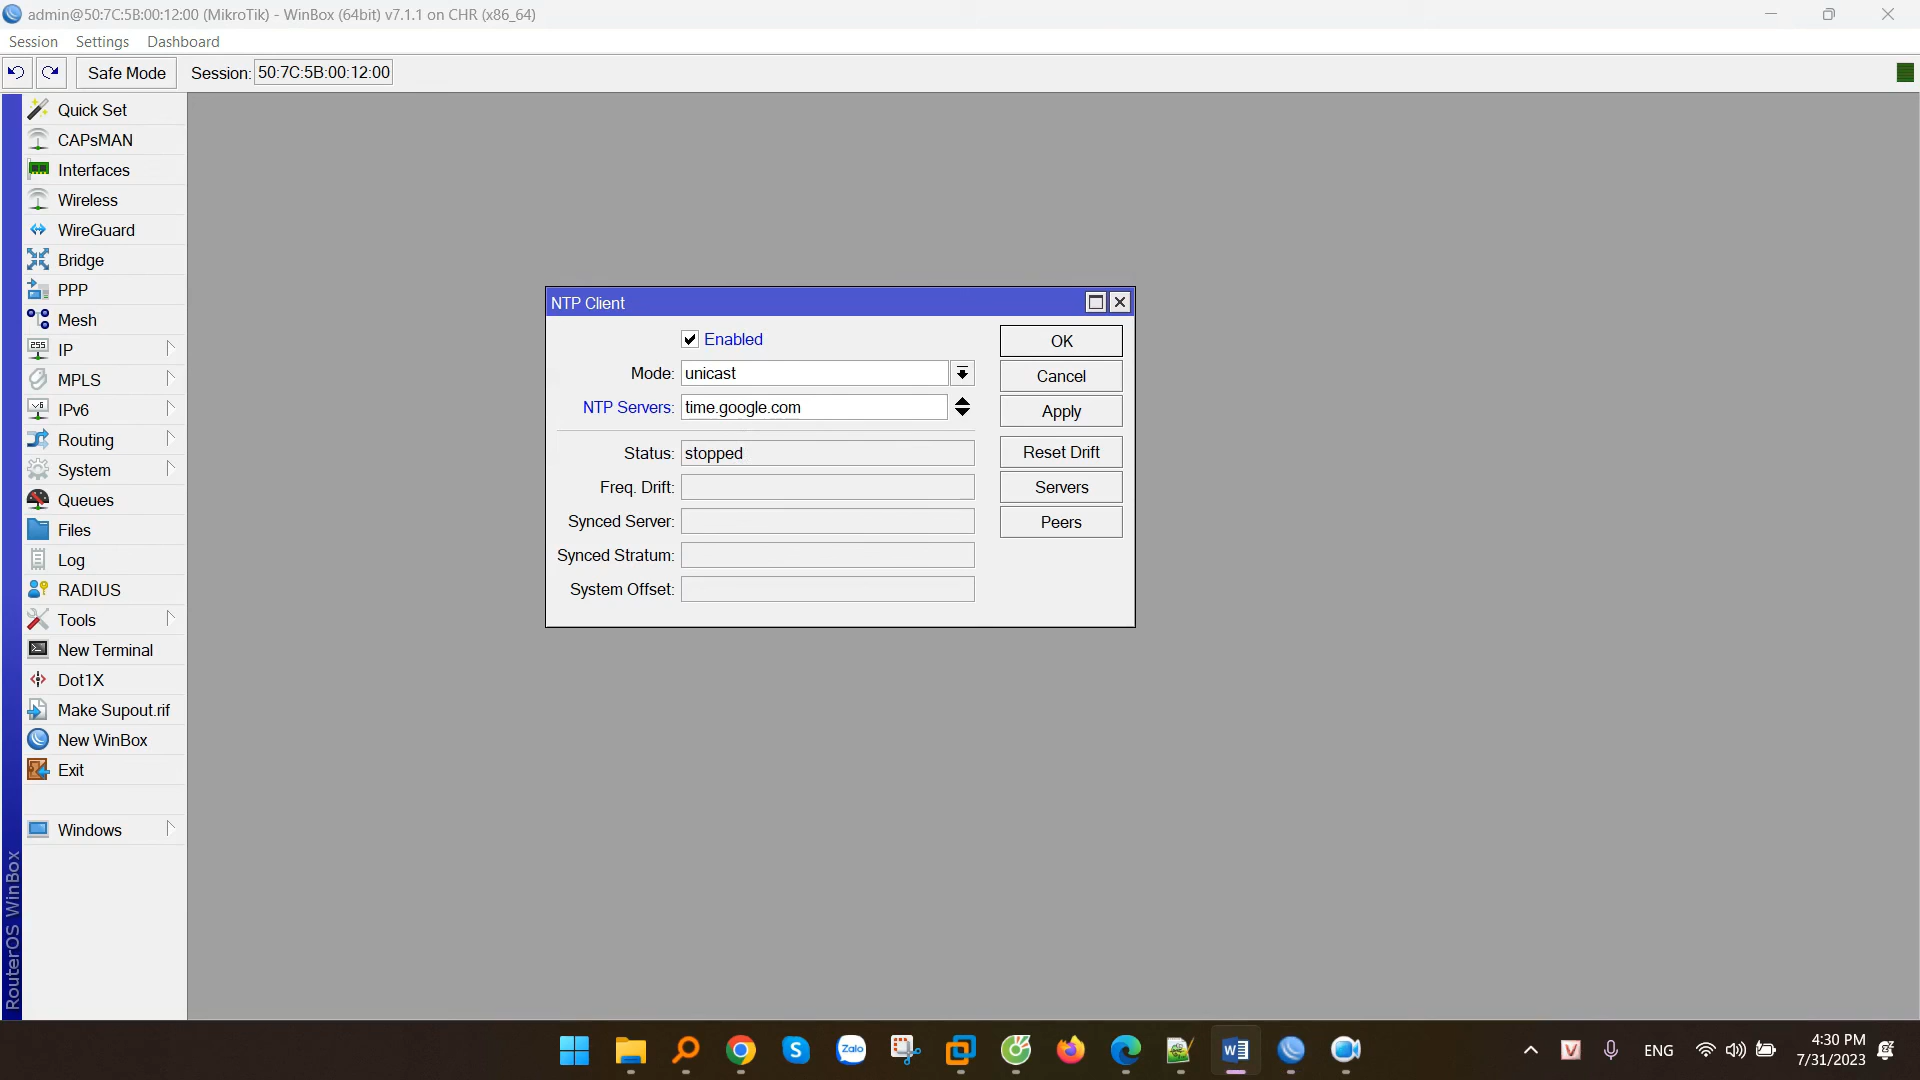 admin@50:7C:5B:00:12:00 (MikroTik) - WinBox (64bit) v7.1.1 on CHR (x86_64)
Session Settings Dashboard
Safe Mode Session: 50:7C:5B:00:12:00
Quick Set
CAPsMAN
Interfaces
Wireless
WireGuard
Bridge
PPP
Mesh
255 IP
MPLS
v6 IPv6
Routing
System
Queues
Files
Log
RADIUS
Tools
New Terminal
Dot1X
Make Supout.rif
New WinBox
Exit
Windows
RouterOS WinBox
NTP Client
Enabled
Mode: unicast
NTP Servers: time.google.com
Status: stopped
Freq. Drift:
Synced Server:
Synced Stratum:
System Offset:
OK
Cancel
Apply
Reset Drift
Servers
Peers
S
Zalo
W
V
ENG
4:30 PM
7/31/2023